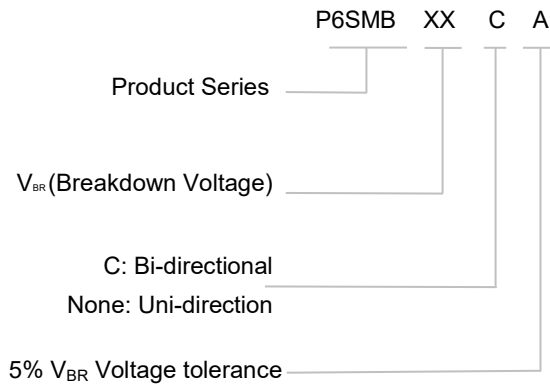 P6SMB XX C A
Product Series
VBR(Breakdown Voltage)
C: Bi-directional
None: Uni-direction
5% VBR Voltage tolerance